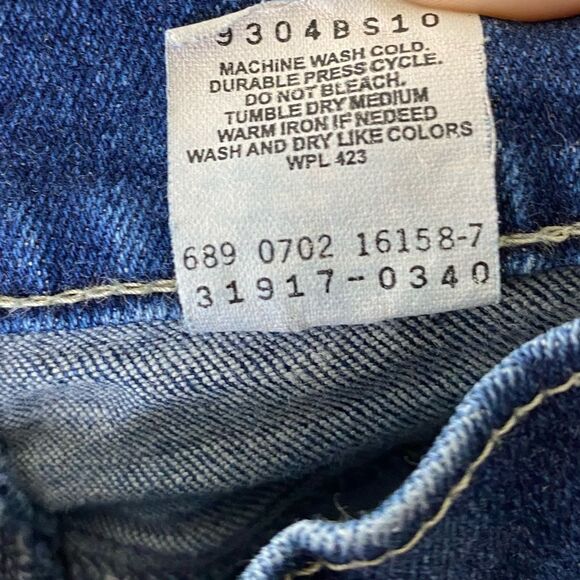 9304BS10
MACHINE WASH COLD.
DURABLE PRESS CYCLE.
DO NOT BLEACH.
TUMBLE DRY MEDIUM
WARM IRON IF NEDEED
WASH AND DRY LIKE COLORS
WPL 423
689 0702 16158-7
31917-0340